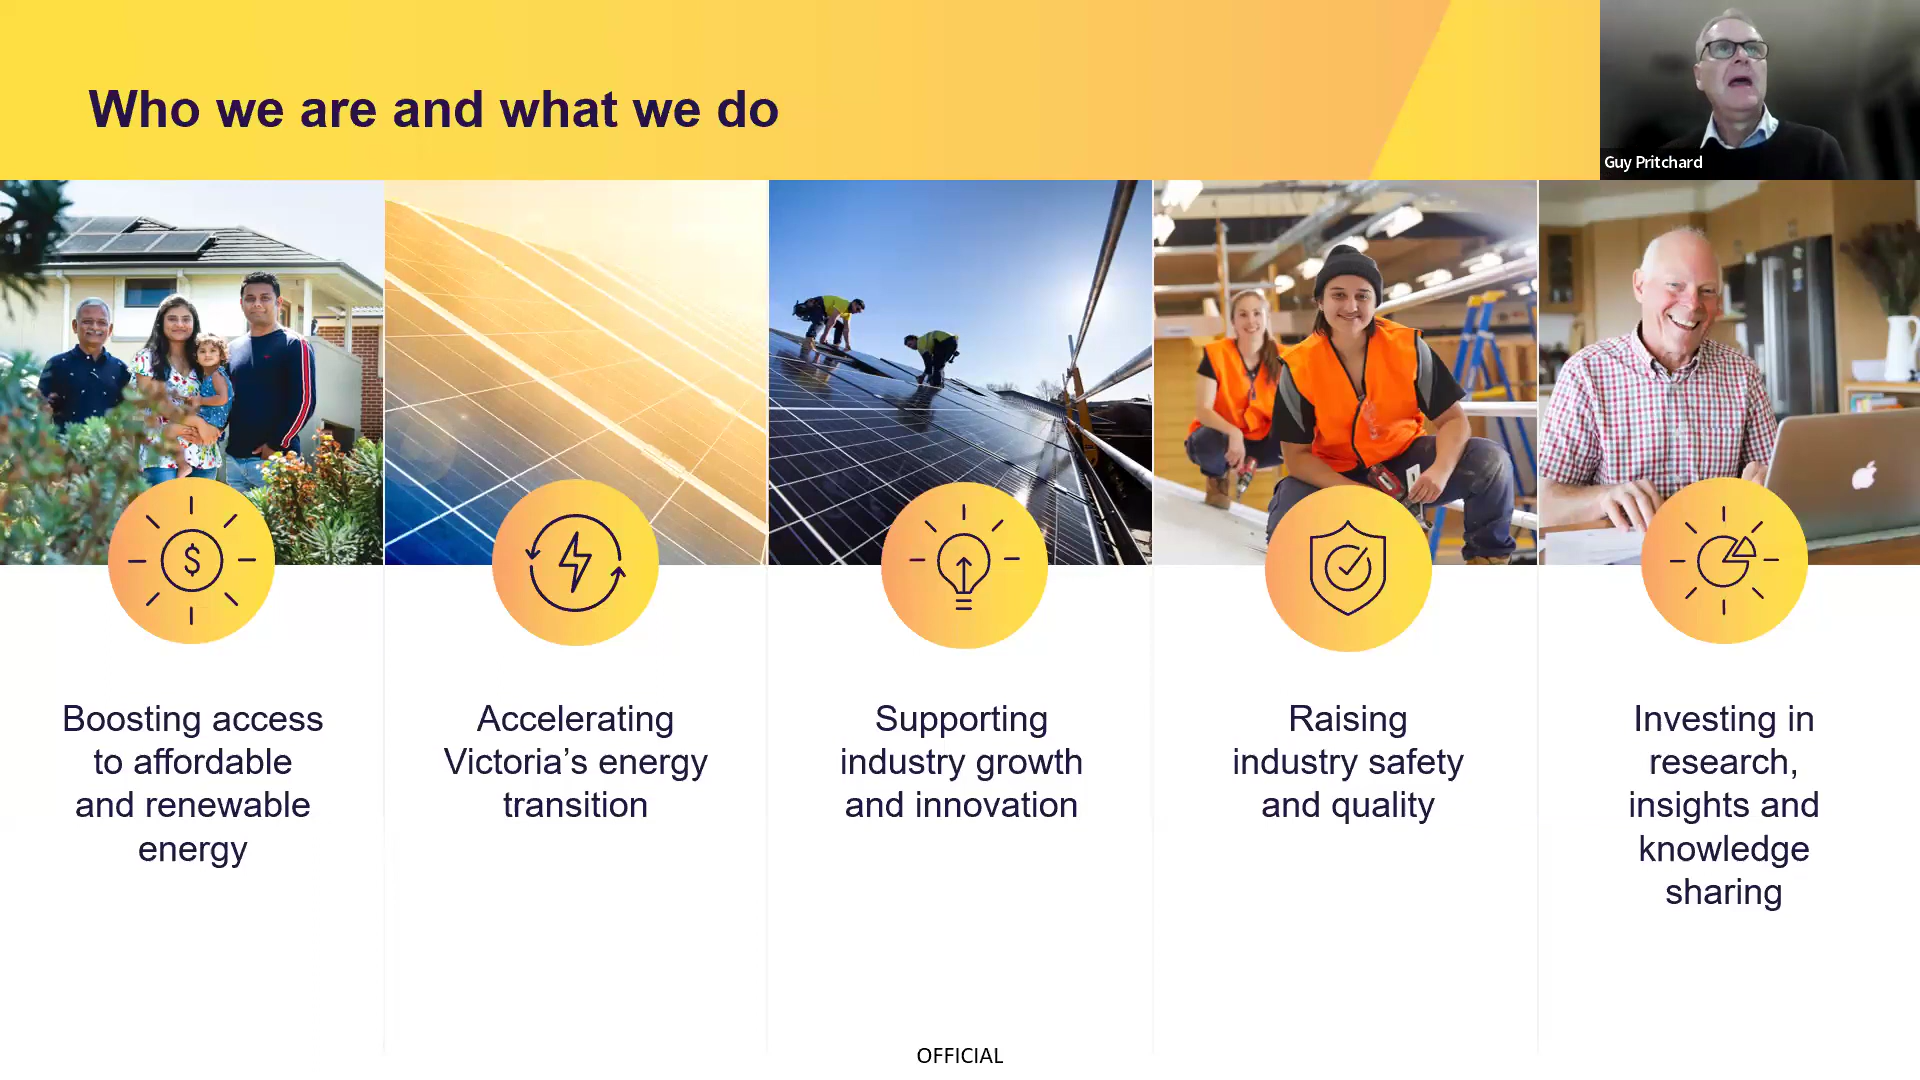 Who we are and what we do
Guy Pritchard
$
Boosting access
to affordable
and renewable
energy
Accelerating
Victoria’s energy
transition
Supporting
industry growth
and innovation
Raising
industry safety
and quality
Investing in
research,
insights and
knowledge
sharing
OFFICIAL